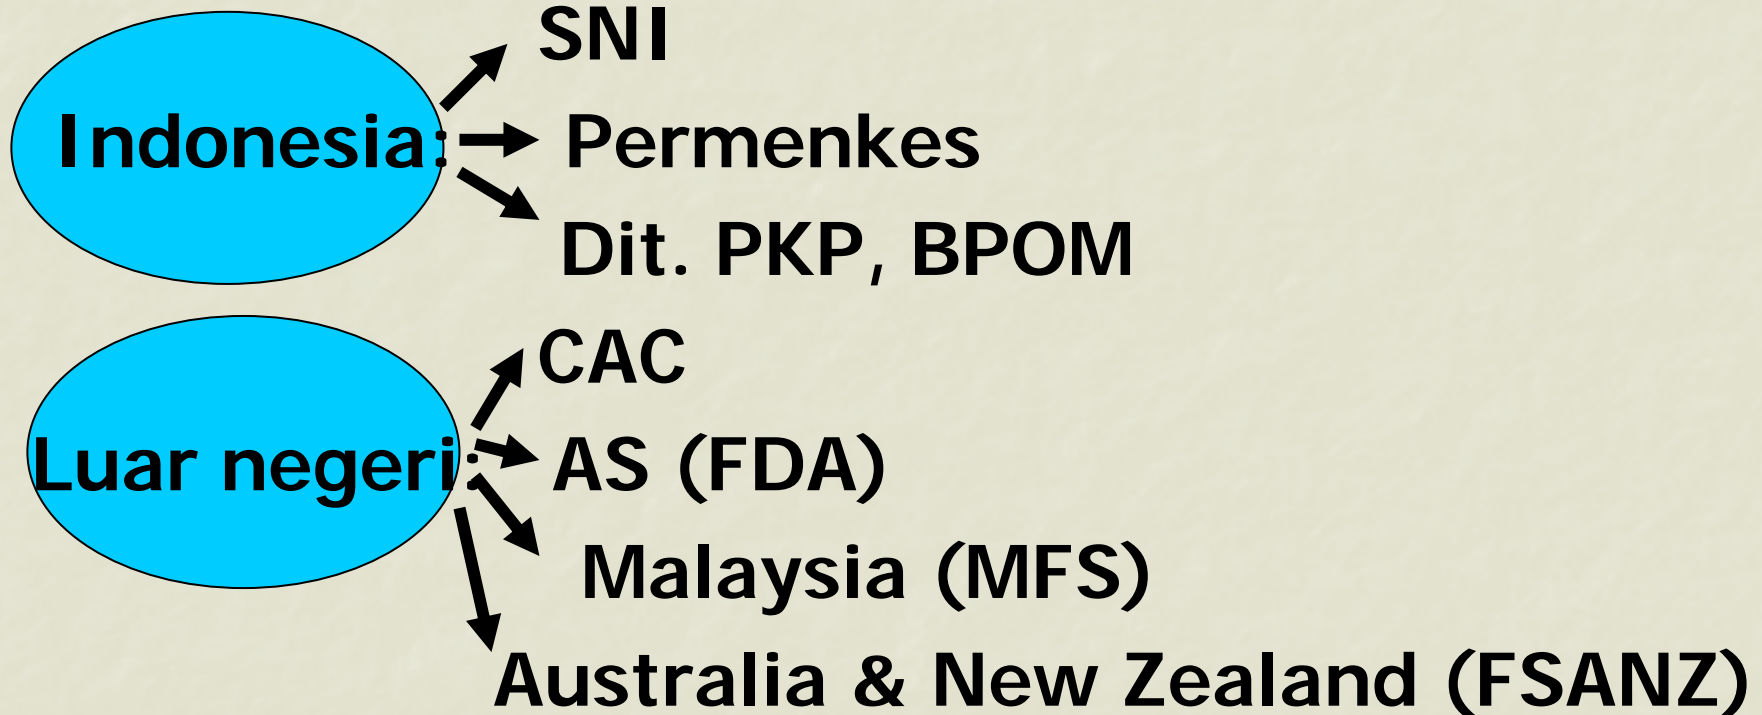 SNI
Indonesia: Permenkes
Dit. PKP, BPOM
CAC
Luar negeri: AS (FDA)
Malaysia (MFS)
Australia & New Zealand (FSANZ)